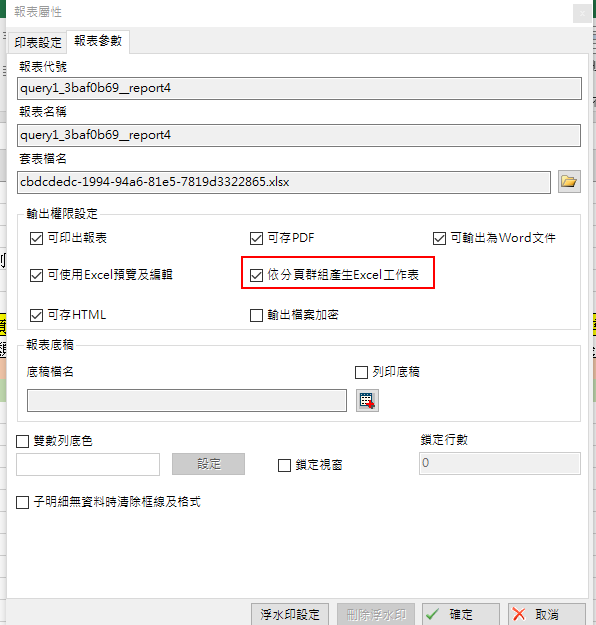 報表屬性
印表設定 報表參數
報表代號
query1_3baf0b69__report4
報表名稱
query1_3baf0b69__report4
套表檔名
cbdcdedc-1994-94a6-81e5-7819d3322865.xlsx
輸出權限設定
可印出報表 可存PDF 可輸出為Word文件
可使用Excel預覽及編輯 依分頁群組產生Excel工作表
可存HTML 輸出檔案加密
報表底稿
底稿檔名 列印底稿
雙數列底色 鎖定行數
設定 鎖定視窗 0
子明細無資料時清除框線及格式
浮水印設定 刪除浮水印 確定 取消